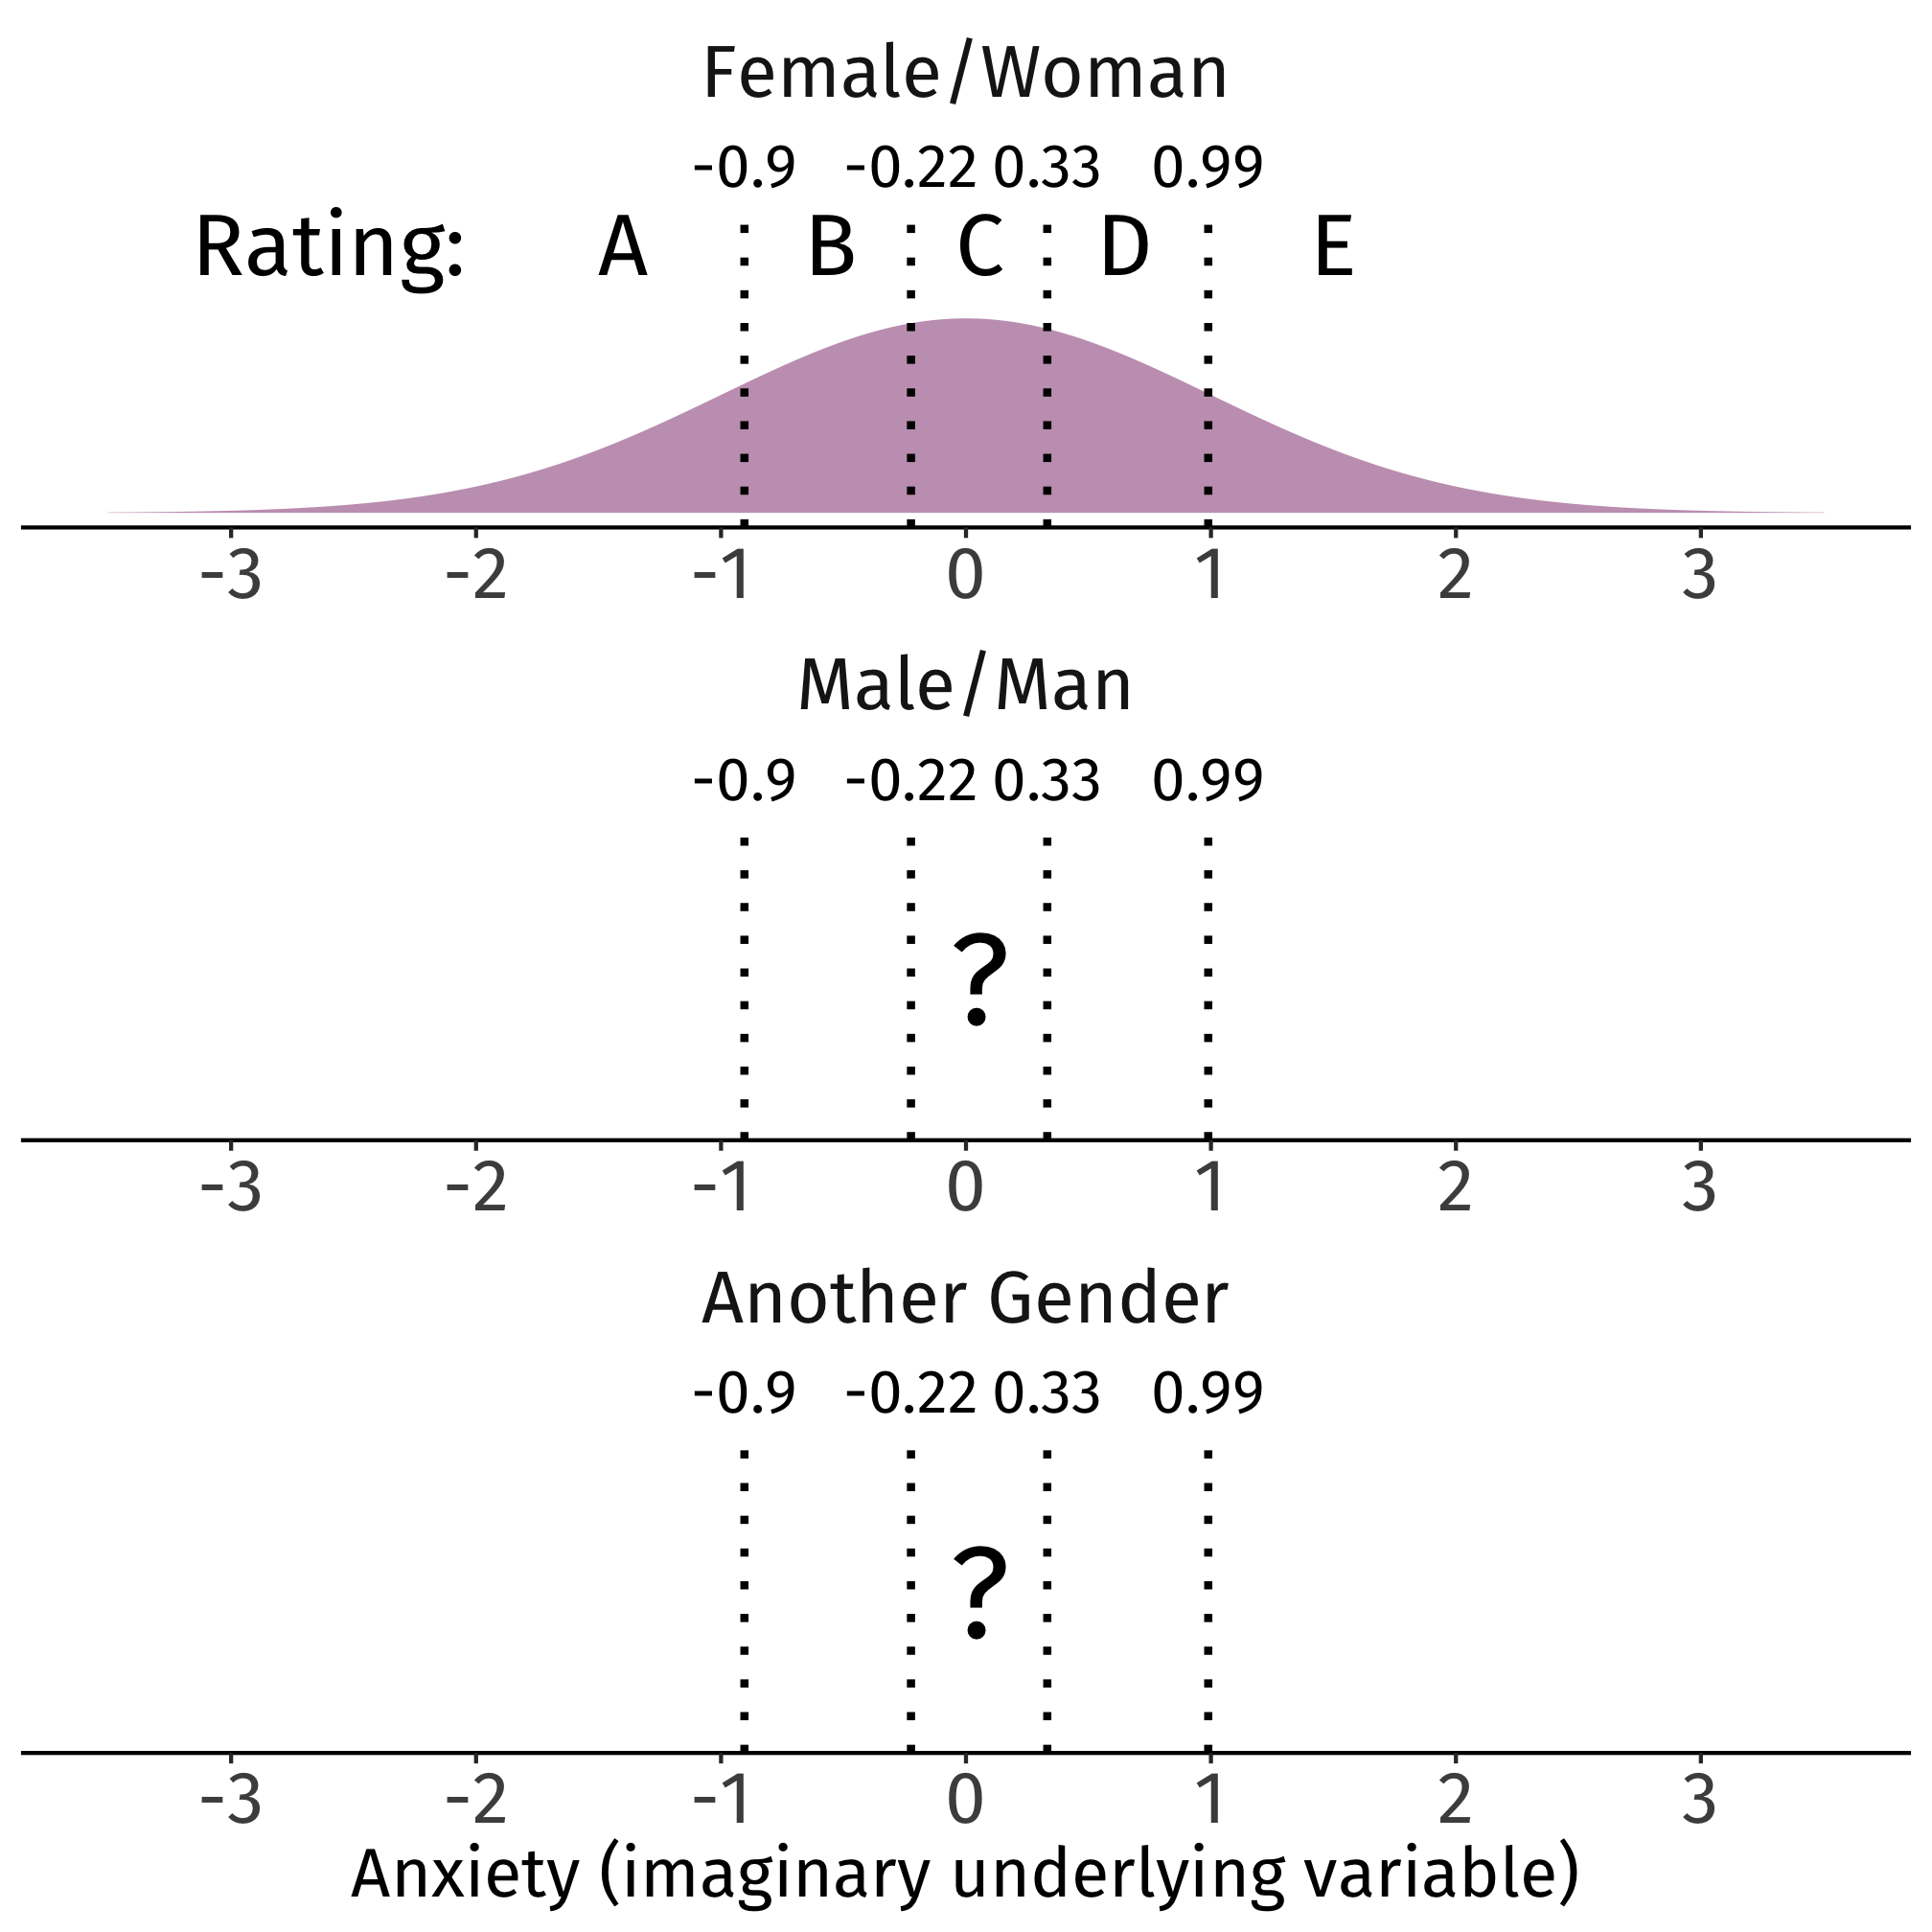 Female/Woman
-0.9 -0.22 0.33 0.99
Rating: A B C D E
-3 -2 -1 0 1 2 3
Male/Man
-0.9 -0.22 0.33 0.99
?
-3 -2 -1 0 1 2 3
Another Gender
-0.9 -0.22 0.33 0.99
?
-3 -2 -1 0 1 2 3
Anxiety (imaginary underlying variable)